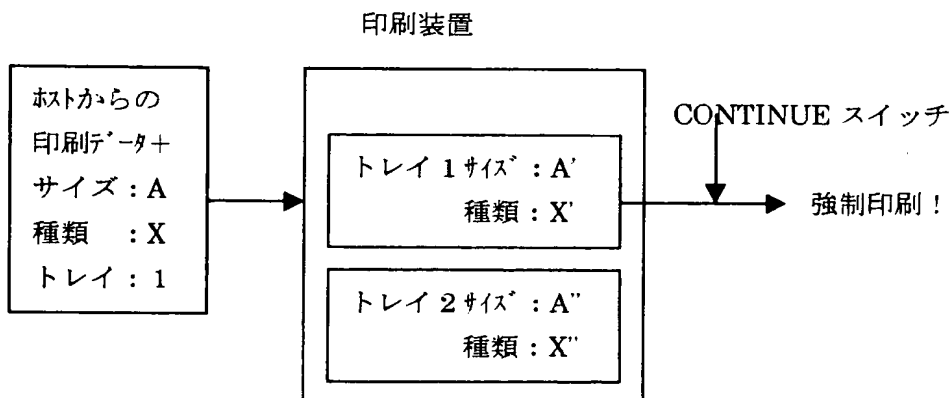 印刷装置
ﾎｽﾄからの
印刷ﾃﾞｰﾀ+
サイズ：A
種類　：X
トレイ：1
トレイ 1 ｻｲｽﾞ：A'
種類：X'
トレイ 2 ｻｲｽﾞ：A"
種類：X"
CONTINUE スイッチ
強制印刷！